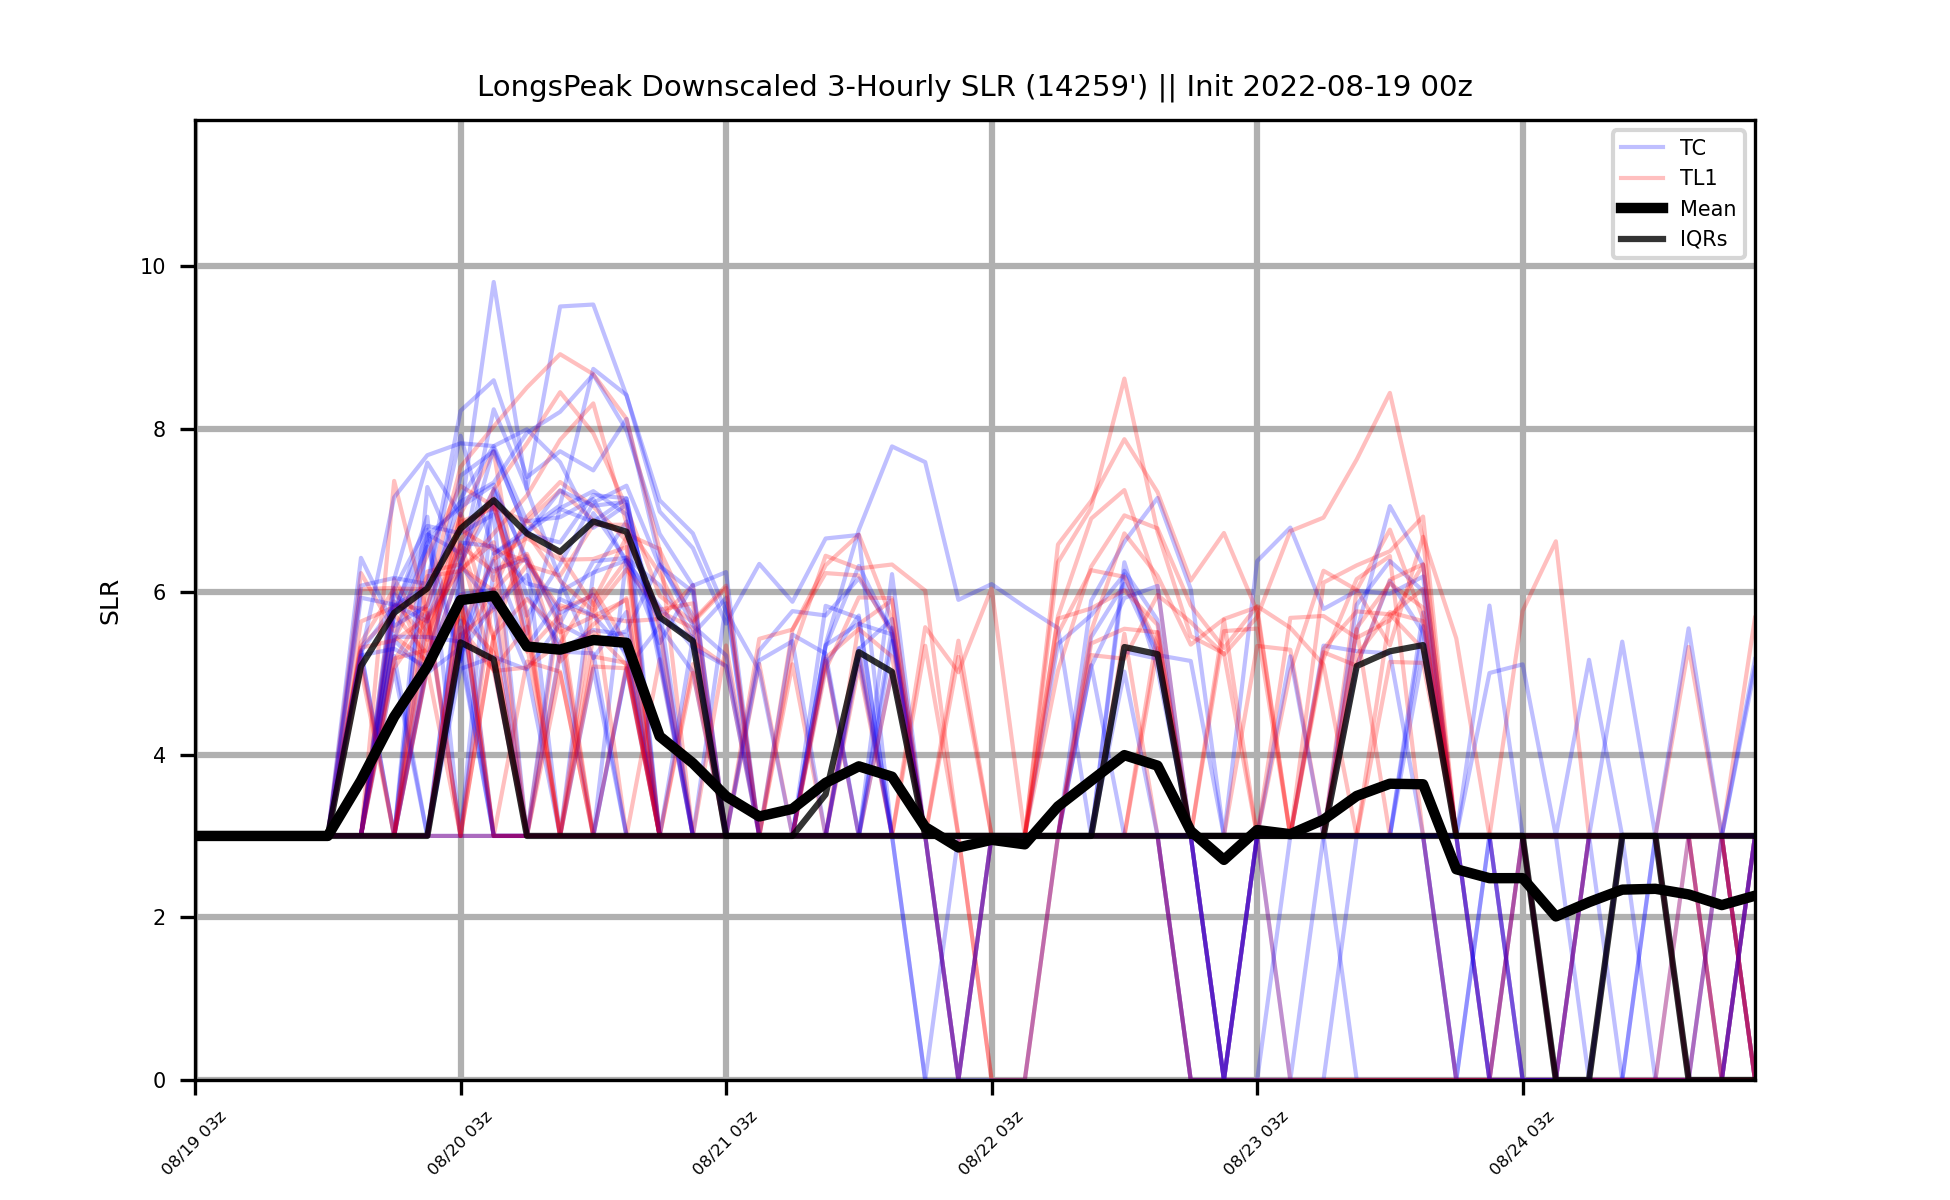 LongsPeak Downscaled 3-Hourly SLR (14259') || Init 2022-08-19 00z
TC
TL1
Mean
IQRs
SLR
10
8
6
4
2
0
08/19 03z
08/20 03z
08/21 03z
08/22 03z
08/23 03z
08/24 03z